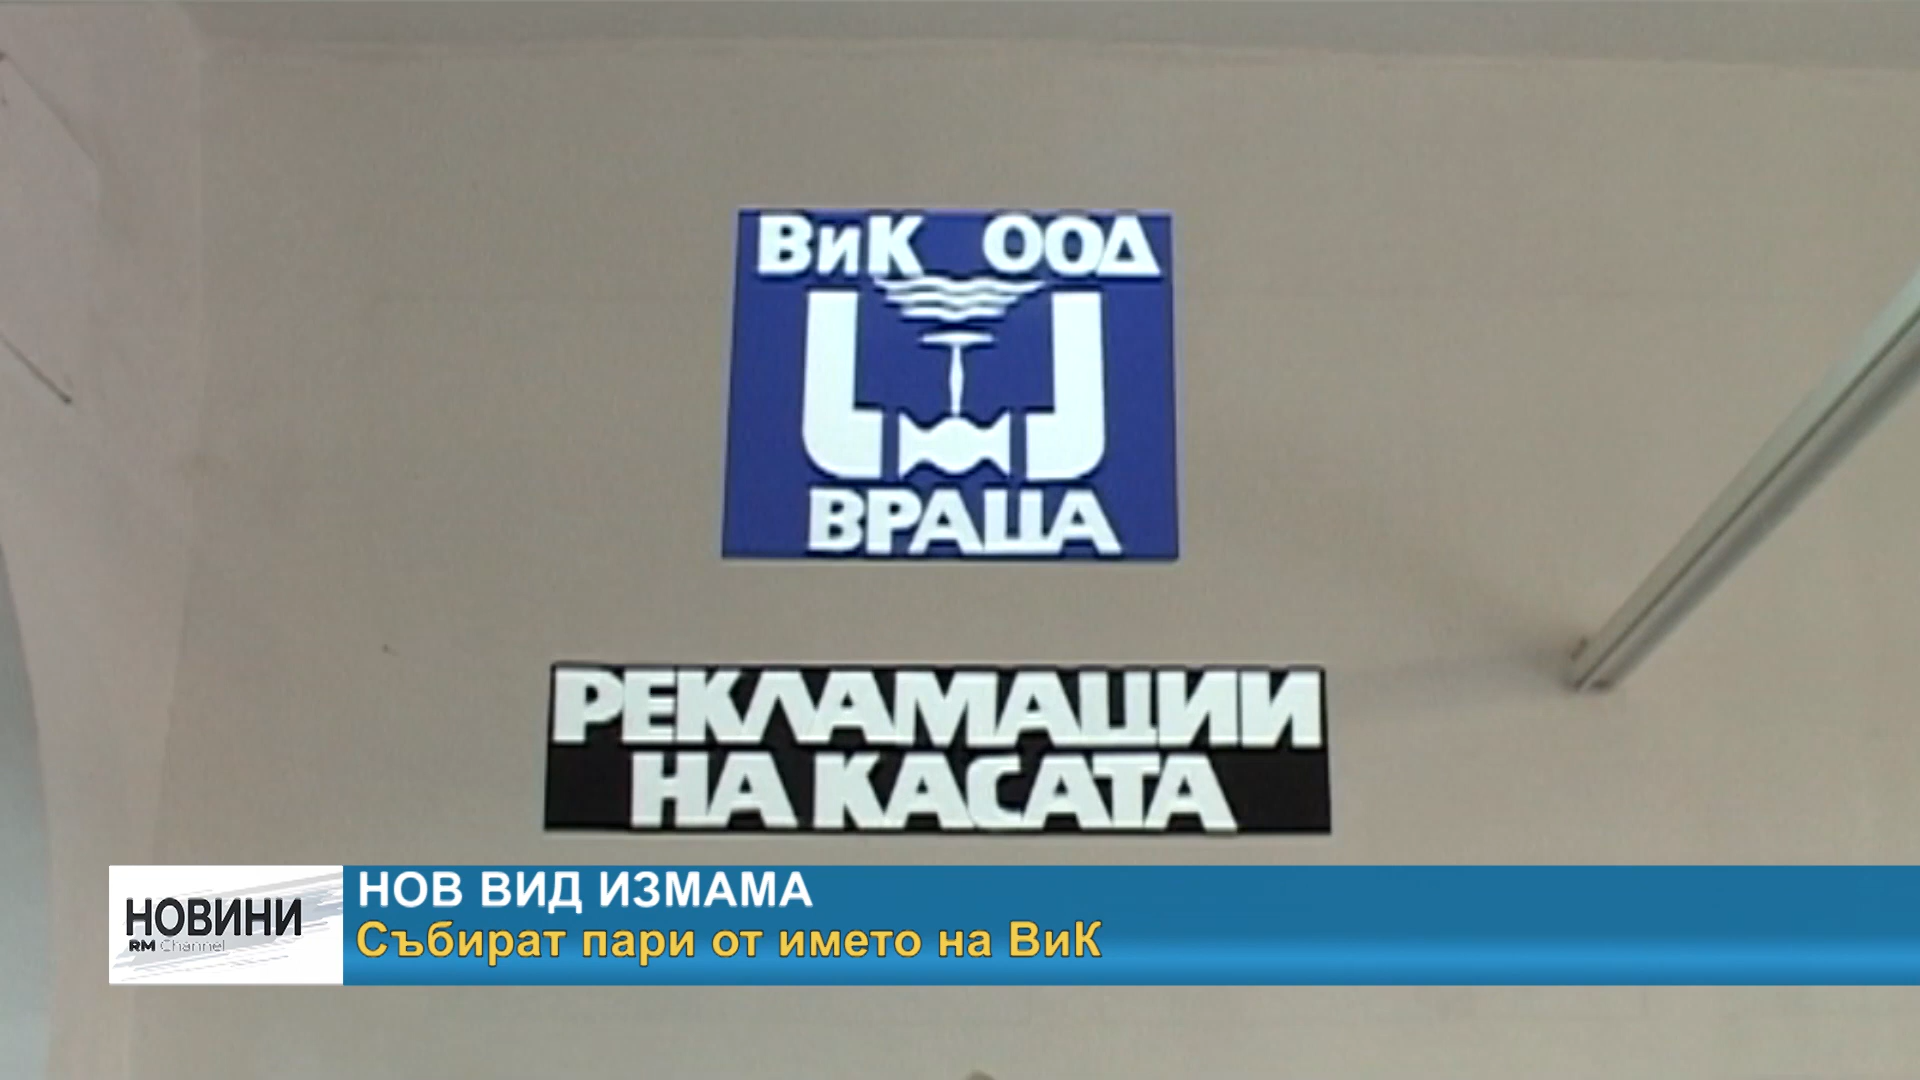 ВиК ООД
ВРАЦА
РЕКЛАМАЦИИ
НА КАСАТА
НОВИНИ
RM Channel
НОВ ВИД ИЗМАМА
Събират пари от името на ВиК